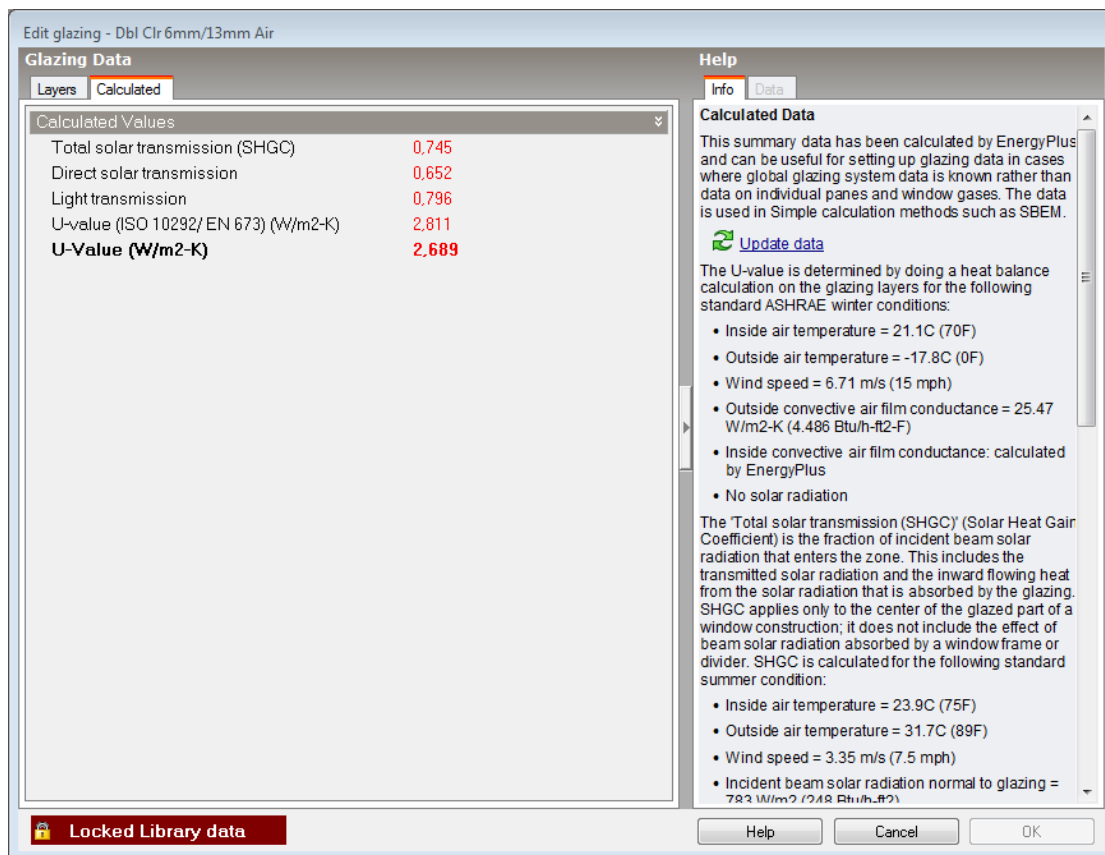 Edit glazing - Dbl Clr 6mm/13mm Air
Glazing Data
Layers Calculated
Calculated Values
Total solar transmission (SHGC) 0,745
Direct solar transmission 0,652
Light transmission 0,796
U-value (ISO 10292/ EN 673) (W/m2-K) 2,811
U-Value (W/m2-K) 2,689
Locked Library data
Help
Info Data
Calculated Data
This summary data has been calculated by EnergyPlus
and can be useful for setting up glazing data in cases
where global glazing system data is known rather than
data on individual panes and window gases. The data
is used in Simple calculation methods such as SBEM.
Update data
The U-value is determined by doing a heat balance
calculation on the glazing layers for the following
standard ASHRAE winter conditions:
• Inside air temperature = 21.1C (70F)
• Outside air temperature = -17.8C (0F)
• Wind speed = 6.71 m/s (15 mph)
• Outside convective air film conductance = 25.47
W/m2-K (4.486 Btu/h-ft2-F)
• Inside convective air film conductance: calculated
by EnergyPlus
• No solar radiation
The 'Total solar transmission (SHGC)' (Solar Heat Gain
Coefficient) is the fraction of incident beam solar
radiation that enters the zone. This includes the
transmitted solar radiation and the inward flowing heat
from the solar radiation that is absorbed by the glazing.
SHGC applies only to the center of the glazed part of a
window construction; it does not include the effect of
beam solar radiation absorbed by a window frame or
divider. SHGC is calculated for the following standard
summer condition:
• Inside air temperature = 23.9C (75F)
• Outside air temperature = 31.7C (89F)
• Wind speed = 3.35 m/s (7.5 mph)
• Incident beam solar radiation normal to glazing =
783 W/m2 (248 Btu/h-ft2)
Help Cancel OK